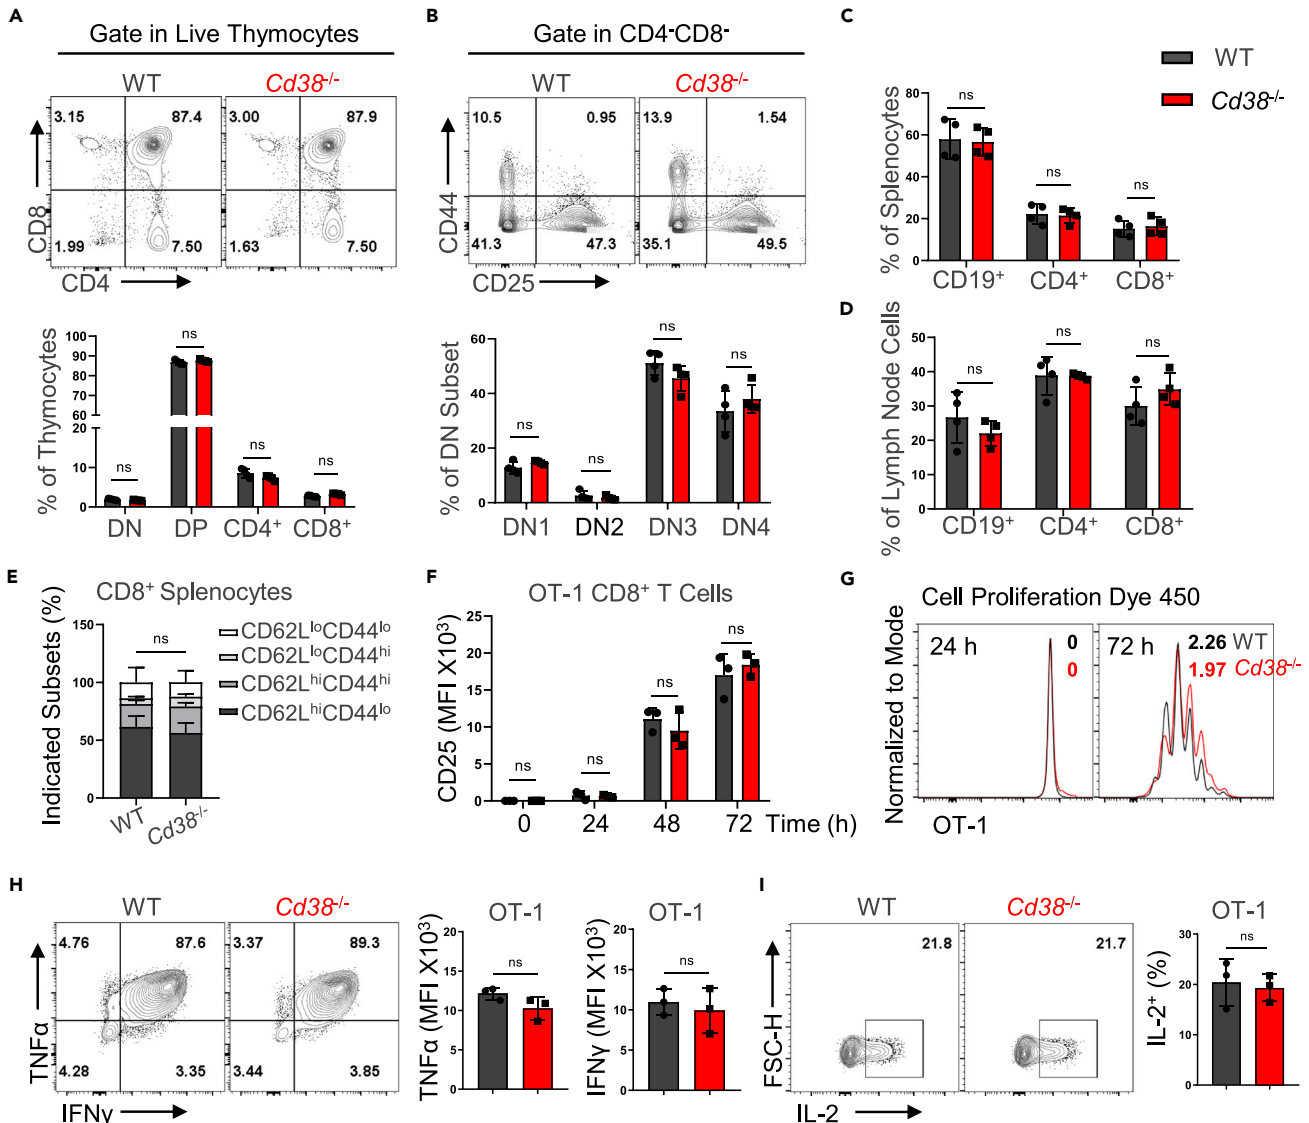 A
Gate in Live Thymocytes
WT
Cd38-/-
3.15
87.4
3.00
87.9
1.99
7.50
1.63
7.50
CD8
CD4
% of Thymocytes
100
90
80
70
60
20
10
0
ns
ns
ns
ns
DN
DP
CD4+
CD8+
B
Gate in CD4-CD8-
WT
Cd38-/-
10.5
0.95
13.9
1.54
41.3
47.3
35.1
49.5
CD44
CD25
% of DN Subset
60
40
20
0
ns
ns
ns
ns
DN1
DN2
DN3
DN4
C
WT
Cd38-/-
% of Splenocytes
80
60
40
20
0
ns
ns
ns
CD19+
CD4+
CD8+
D
% of Lymph Node Cells
50
40
30
20
10
0
ns
ns
ns
CD19+
CD4+
CD8+
E
CD8+ Splenocytes
Indicated Subsets (%)
150
100
50
0
ns
WT
Cd38-/-
CD62LloCD44lo
CD62LloCD44hi
CD62LhiCD44hi
CD62LhiCD44lo
F
OT-1 CD8+ T Cells
CD25 (MFI X103)
25
20
15
10
5
0
ns
ns
ns
ns
0
24
48
72
Time (h)
G
Cell Proliferation Dye 450
Normalized to Mode
24 h
0
0
72 h
2.26 WT
1.97 Cd38-/-
OT-1
H
WT
Cd38-/-
4.76
87.6
3.37
89.3
4.28
3.35
3.44
3.85
TNFα
IFNγ
OT-1
TNFα (MFI X103)
15
10
5
0
ns
OT-1
IFNγ (MFI X103)
15
10
5
0
ns
I
WT
Cd38-/-
21.8
21.7
FSC-H
IL-2
OT-1
IL-2+ (%)
30
20
10
0
ns